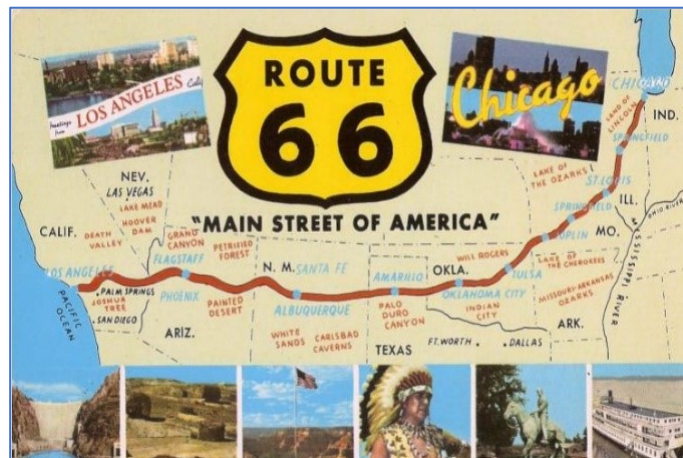 ROUTE
66
"MAIN STREET OF AMERICA"
Greetings
from
LOS ANGELES
Chicago
CHICAGO
LAND OF
LINCOLN
IND.
SPRINGFIELD
LAKE OF
THE OZARKS
ST. LOUIS
ILL.
OHIO RIVER
SPRINGFIELD
MO.
JOPLIN
MISSISSIPPI
RIVER
NEV.
LAS VEGAS
LAKE MEAD
HOOVER
DAM
CALIF.
DEATH
VALLEY
GRAND
CANYON
PETRIFIED
FOREST
FLAGSTAFF
N. M.
SANTA FE
WILL ROGERS
OKLA.
TULSA
LAKE OF
THE CHEROKEES
LOS ANGELES
PACIFIC
OCEAN
PALM SPRINGS
JOSHUA
TREE
SAN DIEGO
PHOENIX
PAINTED
DESERT
ARIZ.
ALBUQUERQUE
AMARILLO
OKLAHOMA CITY
INDIAN
CITY
MISSOURI-ARKANSAS
OZARKS
ARK.
PALO
DURO
CANYON
WHITE
SANDS
CARLSBAD
CAVERNS
TEXAS
FT. WORTH
DALLAS